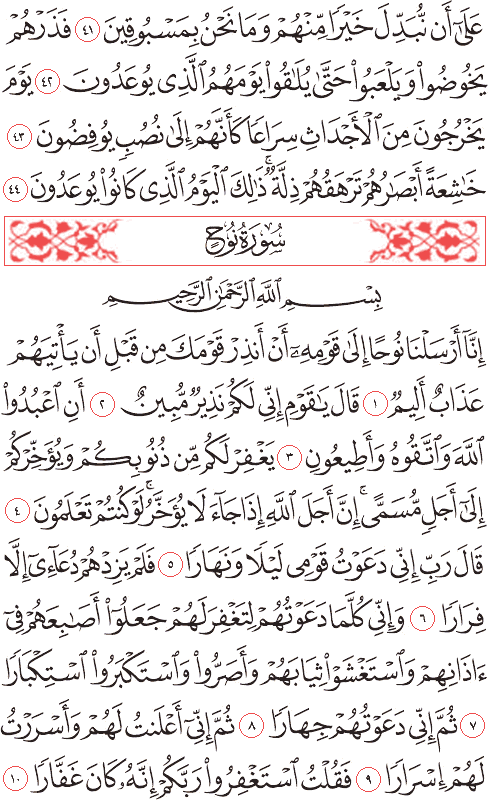 عَلَىٰٓ أَن نُّبَدِّلَ خَيْرًا مِّنْهُمْ وَمَا نَحْنُ بِمَسْبُوقِينَ ٤١ فَذَرْهُمْ
يَخُوضُوا۟ وَيَلْعَبُوا۟ حَتَّىٰ يُلَـٰقُوا۟ يَوْمَهُمُ ٱلَّذِى يُوعَدُونَ ٤٢ يَوْمَ
يَخْرُجُونَ مِنَ ٱلْأَجْدَاثِ سِرَاعًا كَأَنَّهُمْ إِلَىٰ نُصُبٍ يُوفِضُونَ ٤٣
خَـٰشِعَةً أَبْصَـٰرُهُمْ تَرْهَقُهُمْ ذِلَّةٌ ۚ ذَٰلِكَ ٱلْيَوْمُ ٱلَّذِى كَانُوا۟ يُوعَدُونَ ٤٤
سُورَةُ نُوحٍ
بِسْمِ ٱللَّهِ ٱلرَّحْمَـٰنِ ٱلرَّحِيمِ
إِنَّآ أَرْسَلْنَا نُوحًا إِلَىٰ قَوْمِهِۦٓ أَنْ أَنذِرْ قَوْمَكَ مِن قَبْلِ أَن يَأْتِيَهُمْ
عَذَابٌ أَلِيمٌ ١ قَالَ يَـٰقَوْمِ إِنِّى لَكُمْ نَذِيرٌ مُّبِينٌ ٢ أَنِ ٱعْبُدُوا۟
ٱللَّهَ وَٱتَّقُوهُ وَأَطِيعُونِ ٣ يَغْفِرْ لَكُم مِّن ذُنُوبِكُمْ وَيُؤَخِّرْكُمْ
إِلَىٰٓ أَجَلٍ مُّسَمًّى ۚ إِنَّ أَجَلَ ٱللَّهِ إِذَا جَآءَ لَا يُؤَخَّرُ ۖ لَوْ كُنتُمْ تَعْلَمُونَ ٤
قَالَ رَبِّ إِنِّى دَعَوْتُ قَوْمِى لَيْلًا وَنَهَارًا ٥ فَلَمْ يَزِدْهُمْ دُعَآءِىٓ إِلَّا
فِرَارًا ٦ وَإِنِّى كُلَّمَا دَعَوْتُهُمْ لِتَغْفِرَ لَهُمْ جَعَلُوٓا۟ أَصَـٰبِعَهُمْ فِىٓ
ءَاذَانِهِمْ وَٱسْتَغْشَوْا۟ ثِيَابَهُمْ وَأَصَرُّوا۟ وَٱسْتَكْبَرُوا۟ ٱسْتِكْبَارًا
٧ ثُمَّ إِنِّى دَعَوْتُهُمْ جِهَارًا ٨ ثُمَّ إِنِّىٓ أَعْلَنتُ لَهُمْ وَأَسْرَرْتُ
لَهُمْ إِسْرَارًا ٩ فَقُلْتُ ٱسْتَغْفِرُوا۟ رَبَّكُمْ إِنَّهُۥ كَانَ غَفَّارًا ١٠